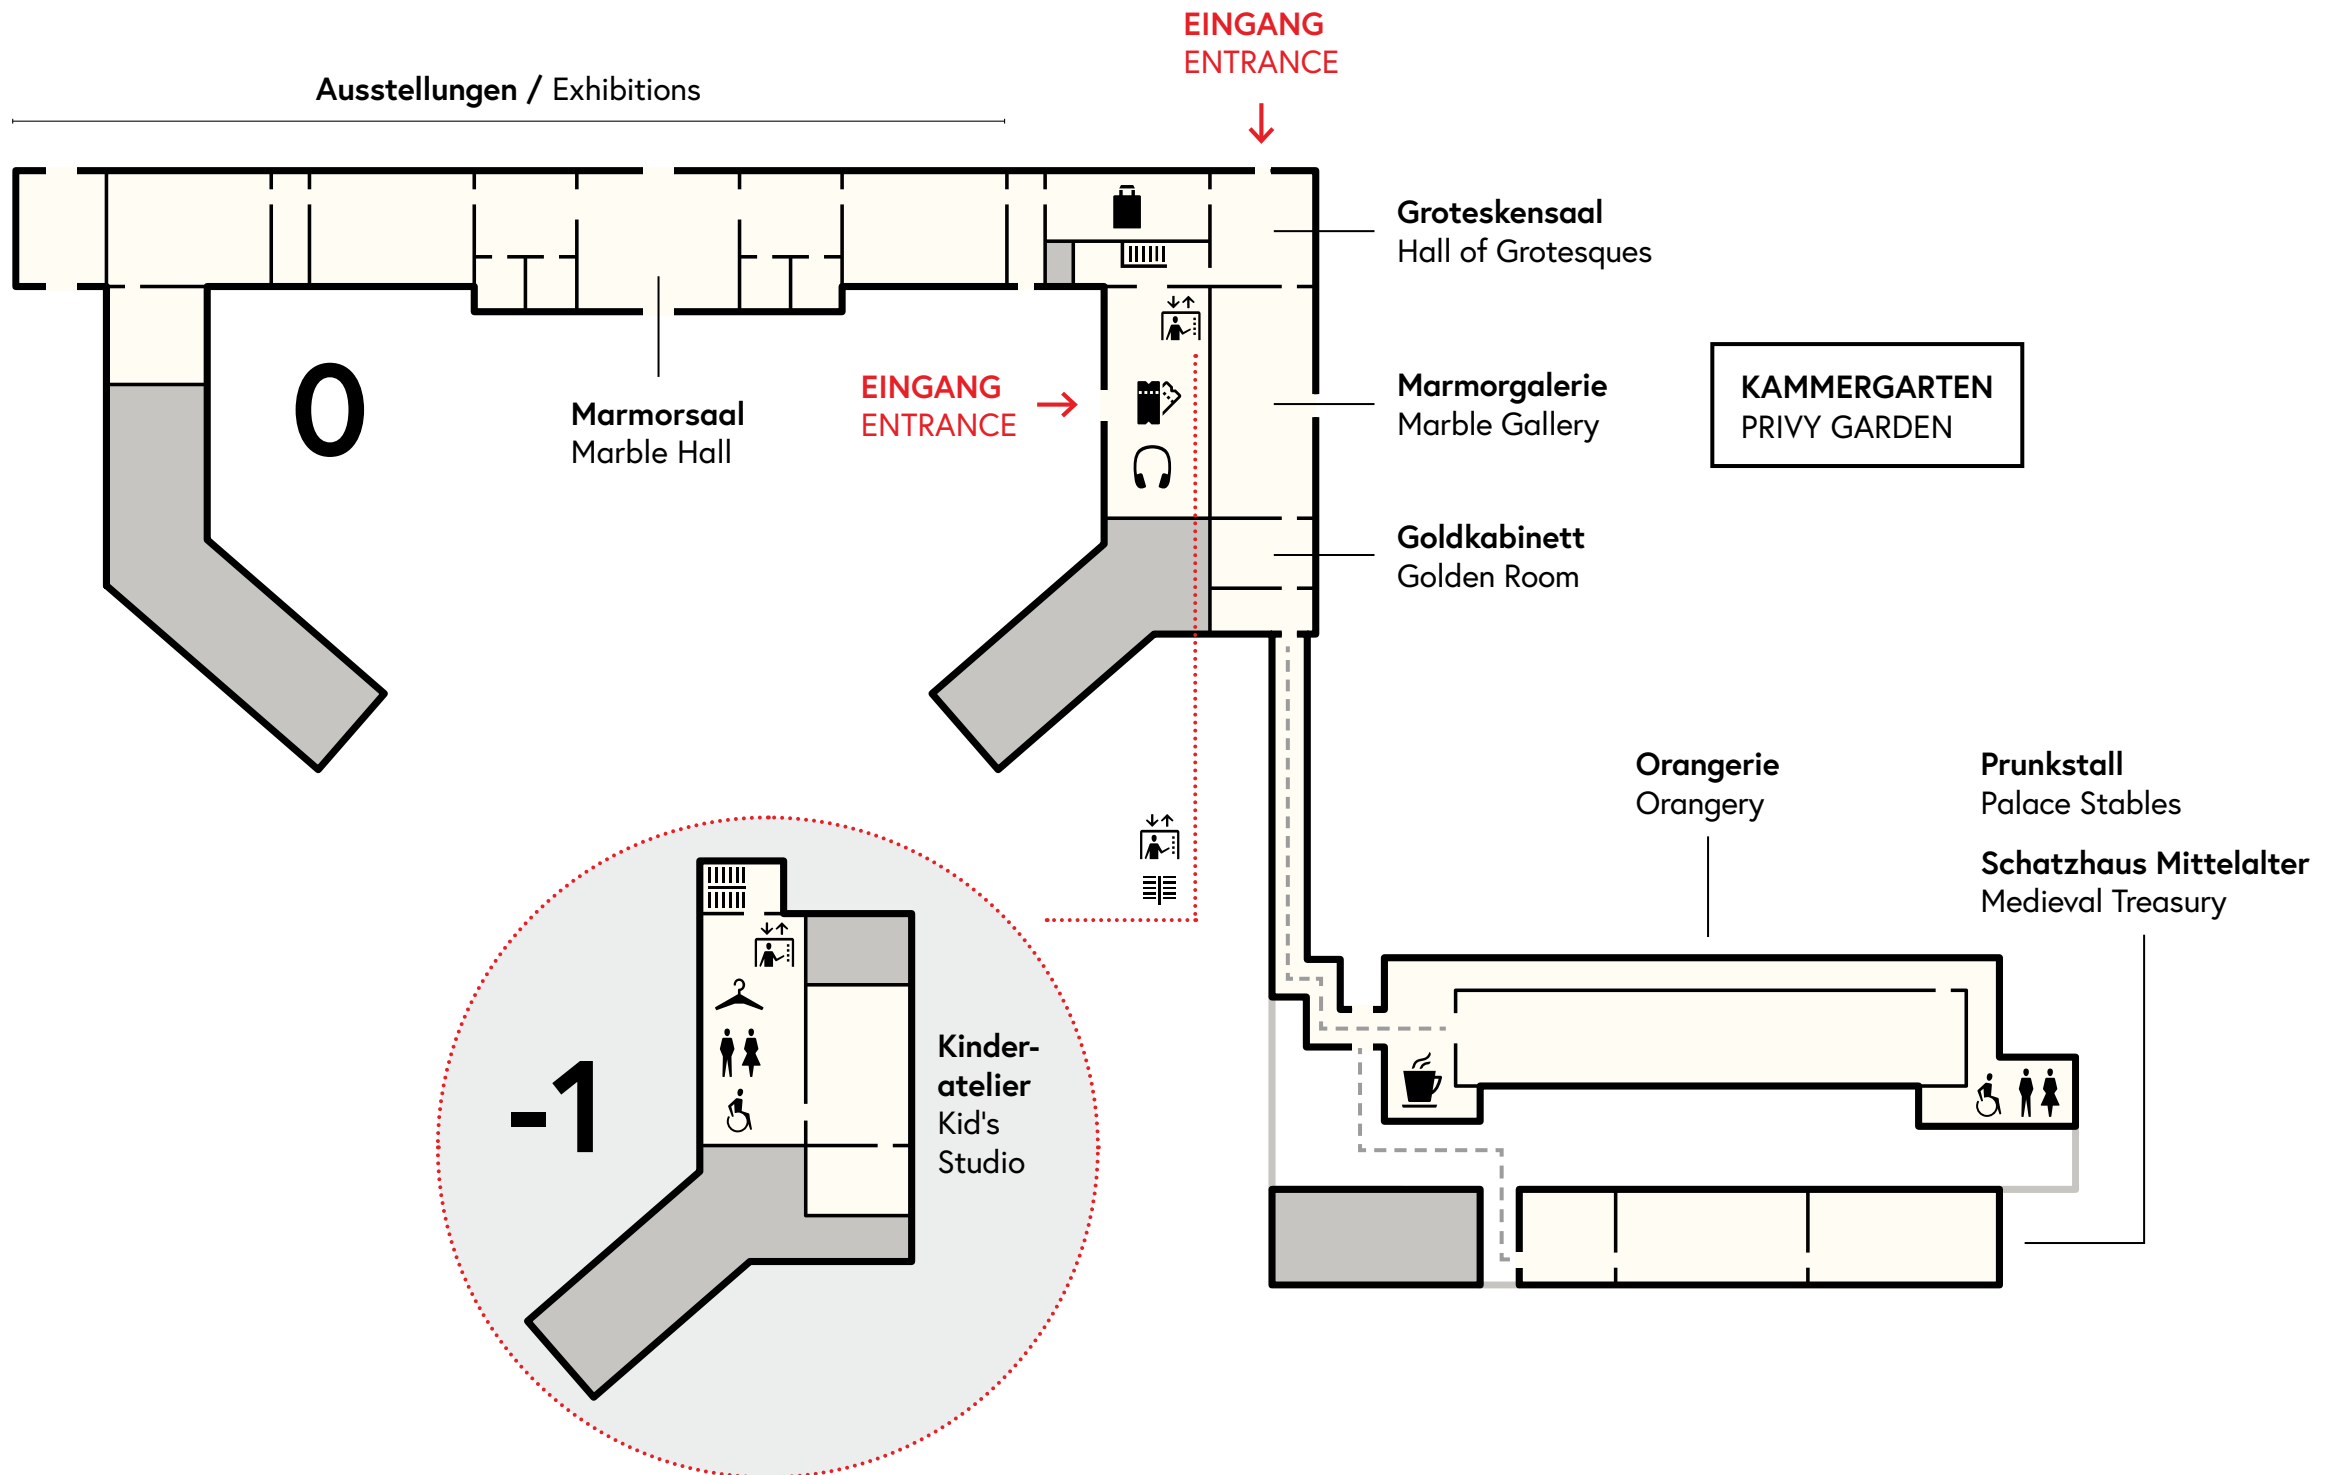 EINGANG
ENTRANCE
Ausstellungen / Exhibitions
Groteskensaal
Hall of Grotesques
0
Marmorsaal
Marble Hall
EINGANG
ENTRANCE
Marmorgalerie
Marble Gallery
KAMMERGARTEN
PRIVY GARDEN
Goldkabinett
Golden Room
Orangerie
Orangery
Prunkstall
Palace Stables
Schatzhaus Mittelalter
Medieval Treasury
-1
Kinder-
atelier
Kid's
Studio